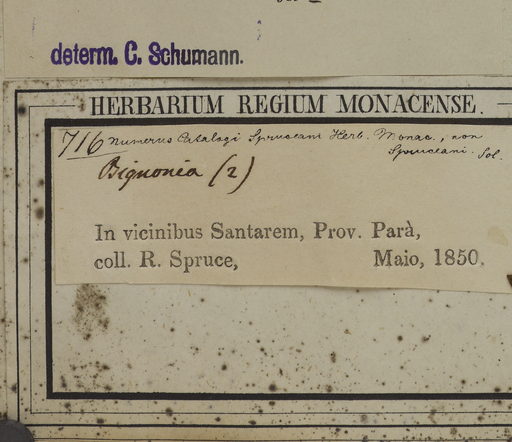 determ. C. Schumann.
HERBARIUM REGIUM MONACENSE.
716 Numerus Catalogi Spruceani Herb. Monac., non
Spruceani. Sol.
Bignonia (2)
In vicinibus Santarem, Prov. Parà,
coll. R. Spruce, Maio, 1850.